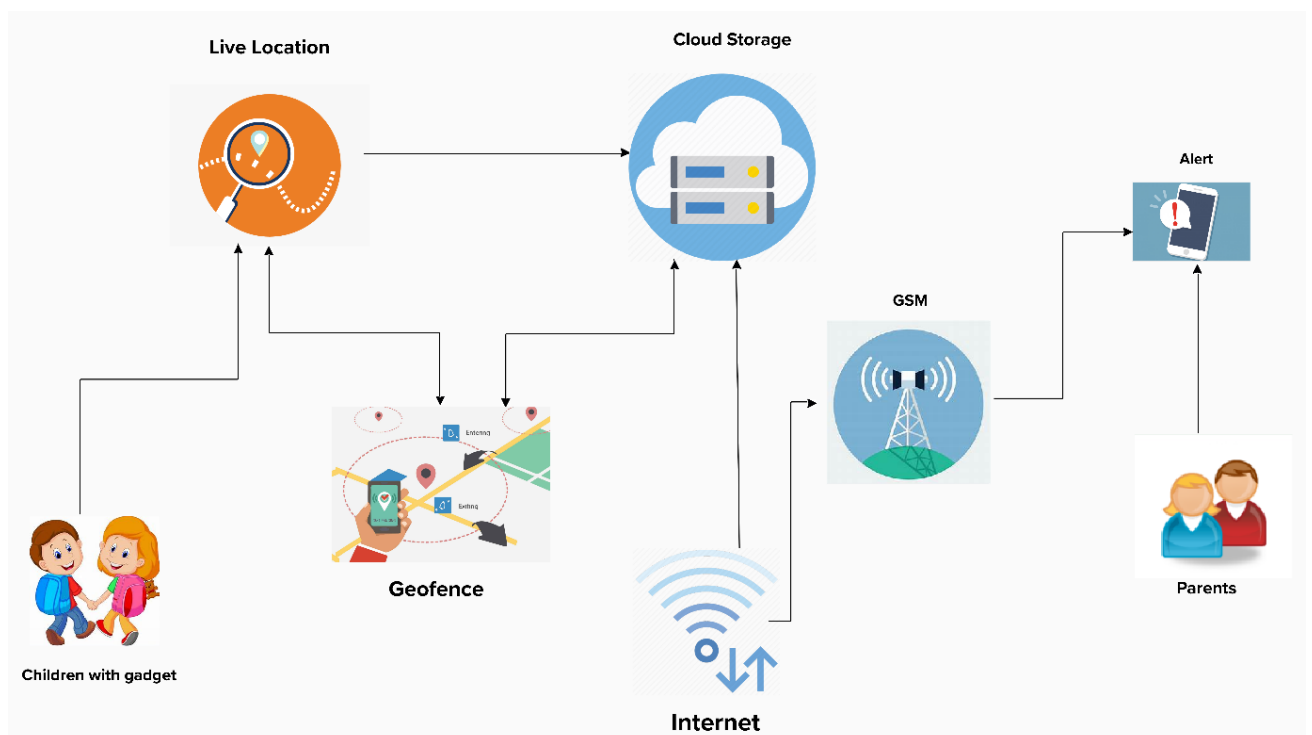 Live Location
Cloud Storage
Alert
GSM
Entering
Exiting
Geofence
Parents
Children with gadget
Internet